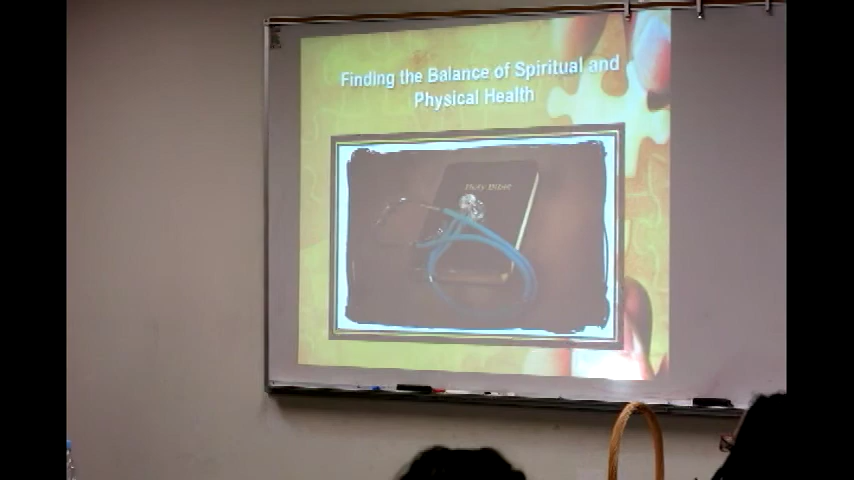 Finding the Balance of Spiritual and
Physical Health
Holy Bible